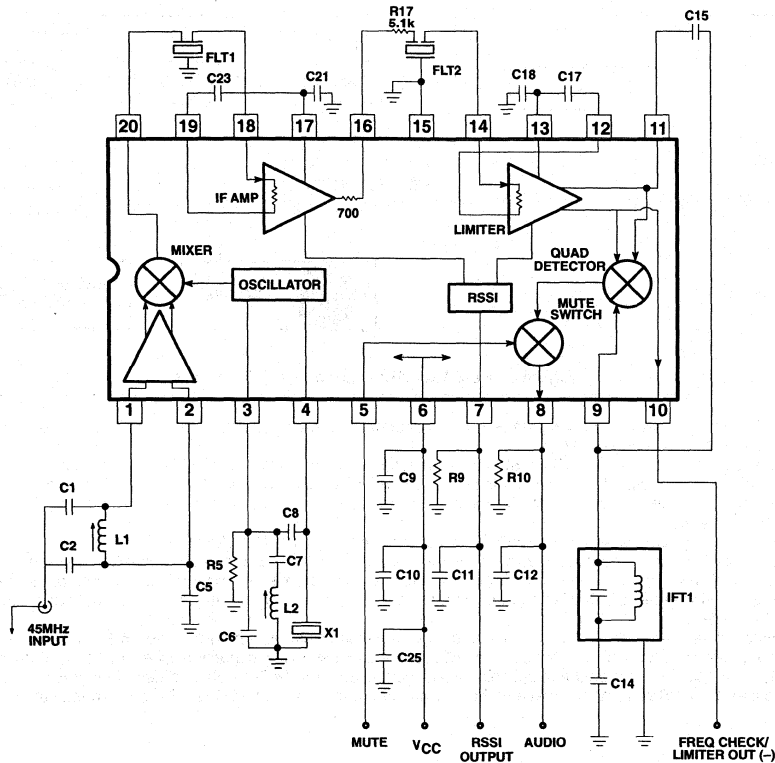 R17
5.1k
C15
FLT1
FLT2
C23
C21
C18
C17
20
19
18
17
16
15
14
13
12
11
IF AMP
700
LIMITER
MIXER
OSCILLATOR
RSSI
QUAD
DETECTOR
MUTE
SWITCH
1
2
3
4
5
6
7
8
9
10
C1
L1
C2
C5
45MHz
INPUT
R5
C8
C7
L2
C6
X1
C9
R9
R10
C10
C11
C12
C25
IFT1
C14
MUTE
VCC
RSSI
OUTPUT
AUDIO
FREQ CHECK/
LIMITER OUT (–)